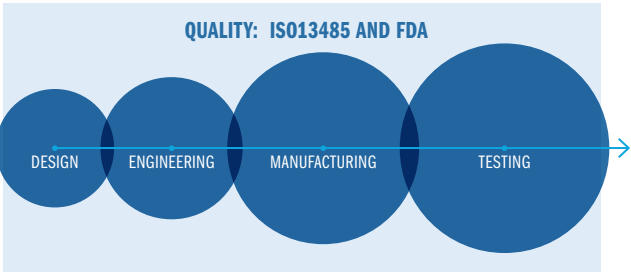 QUALITY: ISO13485 AND FDA
DESIGN
ENGINEERING
MANUFACTURING
TESTING